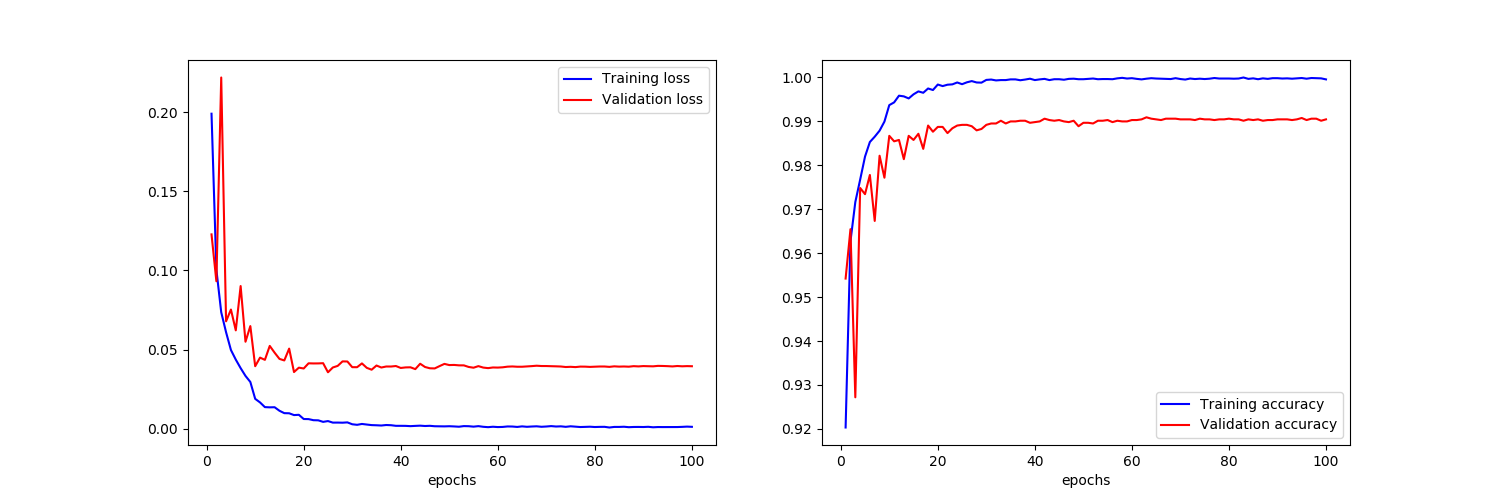 Training loss
Validation loss
0.20
0.15
0.10
0.05
0.00
0 20 40 60 80 100
epochs
1.00
0.99
0.98
0.97
0.96
0.95
0.94
0.93
0.92
Training accuracy
Validation accuracy
0 20 40 60 80 100
epochs